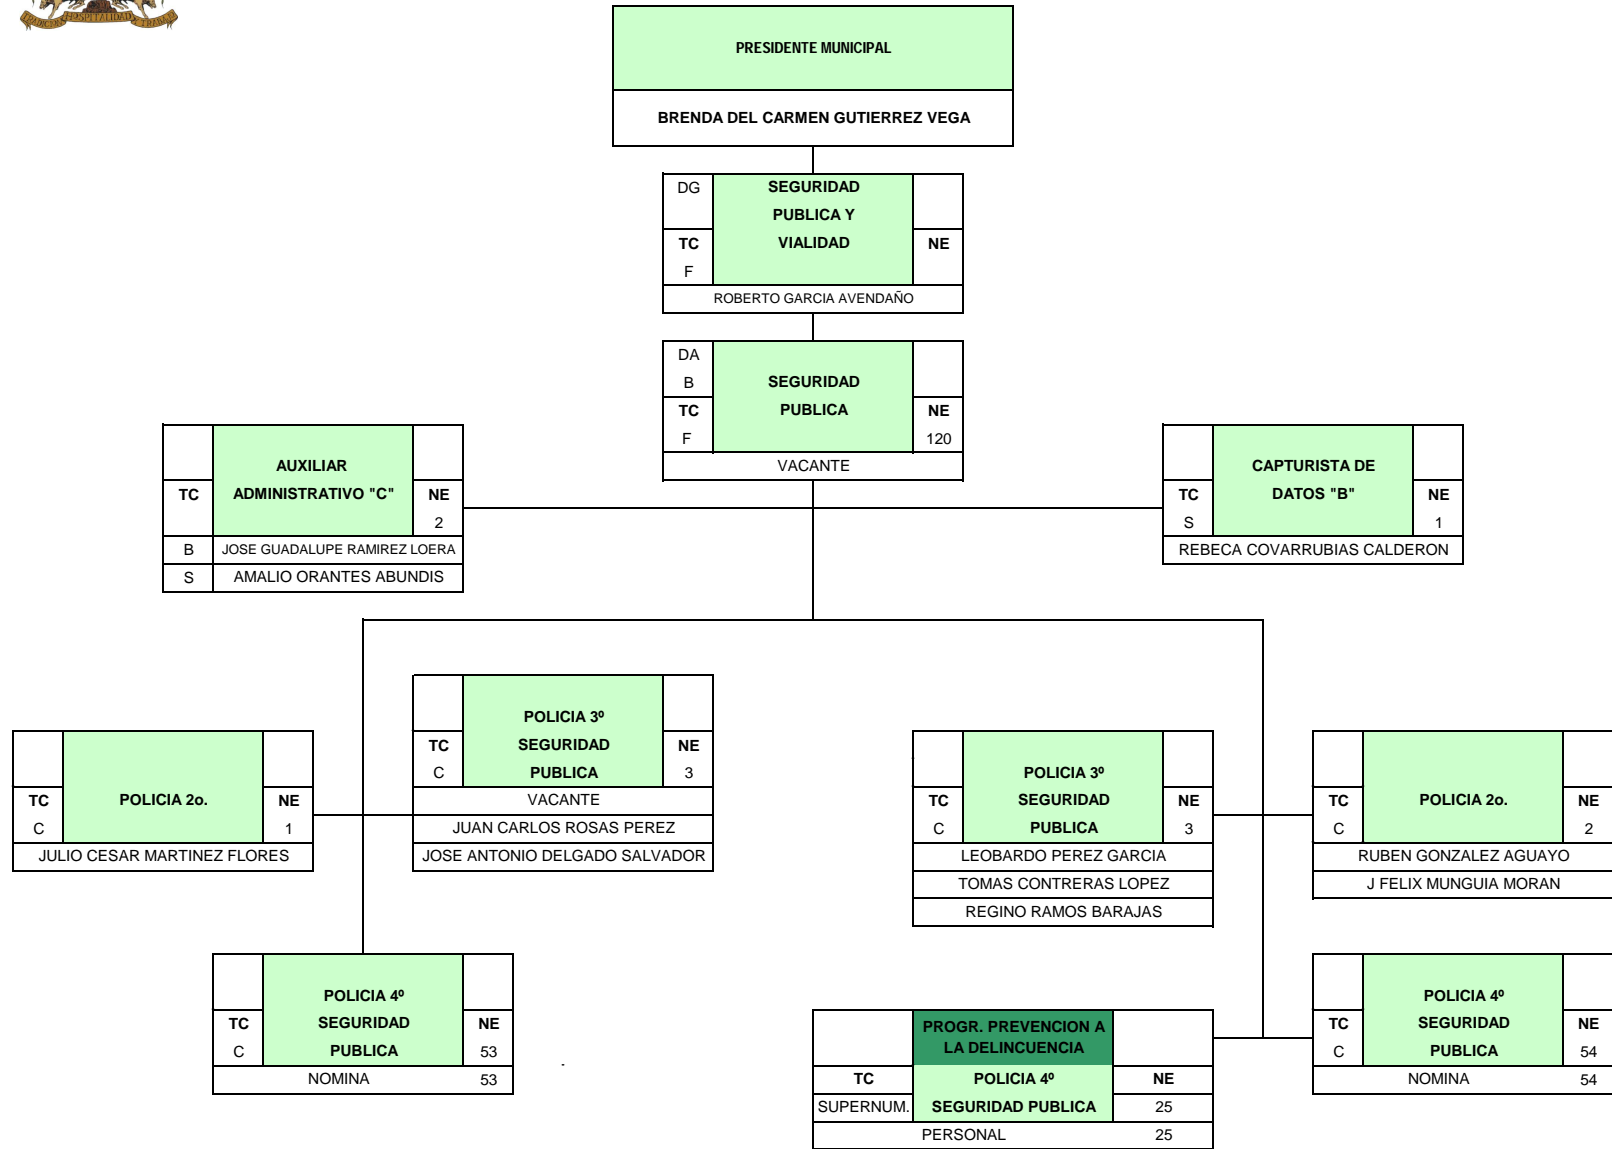 TRADICION HOSPITALIDAD Y TRABAJO
PRESIDENTE MUNICIPAL
BRENDA DEL CARMEN GUTIERREZ VEGA
DG
SEGURIDAD
PUBLICA Y
TC VIALIDAD NE
F
ROBERTO GARCIA AVENDAÑO
DA
B SEGURIDAD
TC PUBLICA NE
F 120
VACANTE
AUXILIAR
TC ADMINISTRATIVO "C" NE
2
B JOSE GUADALUPE RAMIREZ LOERA
S AMALIO ORANTES ABUNDIS
CAPTURISTA DE
TC DATOS "B" NE
S 1
REBECA COVARRUBIAS CALDERON
TC POLICIA 2o. NE
C 1
JULIO CESAR MARTINEZ FLORES
POLICIA 3º
TC SEGURIDAD NE
C PUBLICA 3
VACANTE
JUAN CARLOS ROSAS PEREZ
JOSE ANTONIO DELGADO SALVADOR
POLICIA 3º
TC SEGURIDAD NE
C PUBLICA 3
LEOBARDO PEREZ GARCIA
TOMAS CONTRERAS LOPEZ
REGINO RAMOS BARAJAS
TC POLICIA 2o. NE
C 2
RUBEN GONZALEZ AGUAYO
J FELIX MUNGUIA MORAN
POLICIA 4º
TC SEGURIDAD NE
C PUBLICA 53
NOMINA 53
PROGR. PREVENCION A
LA DELINCUENCIA
TC POLICIA 4º NE
SUPERNUM. SEGURIDAD PUBLICA 25
PERSONAL 25
POLICIA 4º
TC SEGURIDAD NE
C PUBLICA 54
NOMINA 54